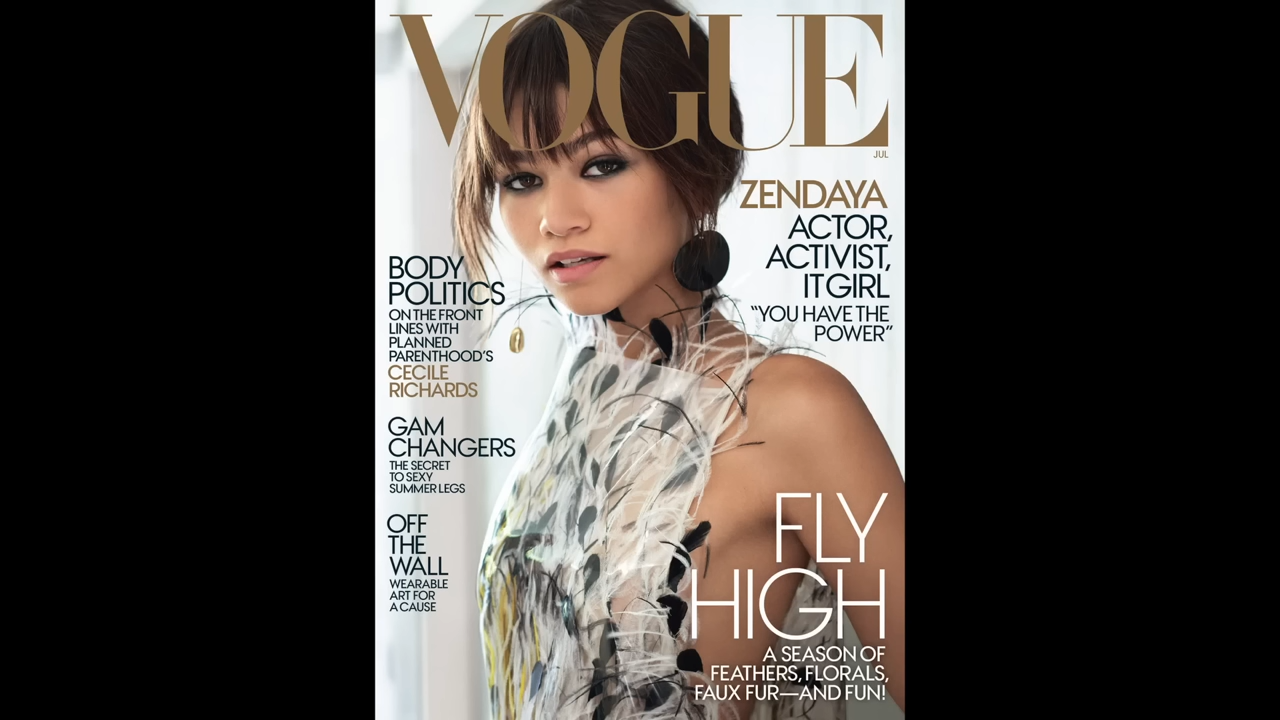 VOGUE
JUL
ZENDAYA
ACTOR,
ACTIVIST,
IT GIRL
"YOU HAVE THE
POWER"
BODY
POLITICS
ON THE FRONT
LINES WITH
PLANNED
PARENTHOOD'S
CECILE
RICHARDS
GAM
CHANGERS
THE SECRET
TO SEXY
SUMMER LEGS
OFF
THE
WALL
WEARABLE
ART FOR
A CAUSE
FLY
HIGH
A SEASON OF
FEATHERS, FLORALS,
FAUX FUR—AND FUN!